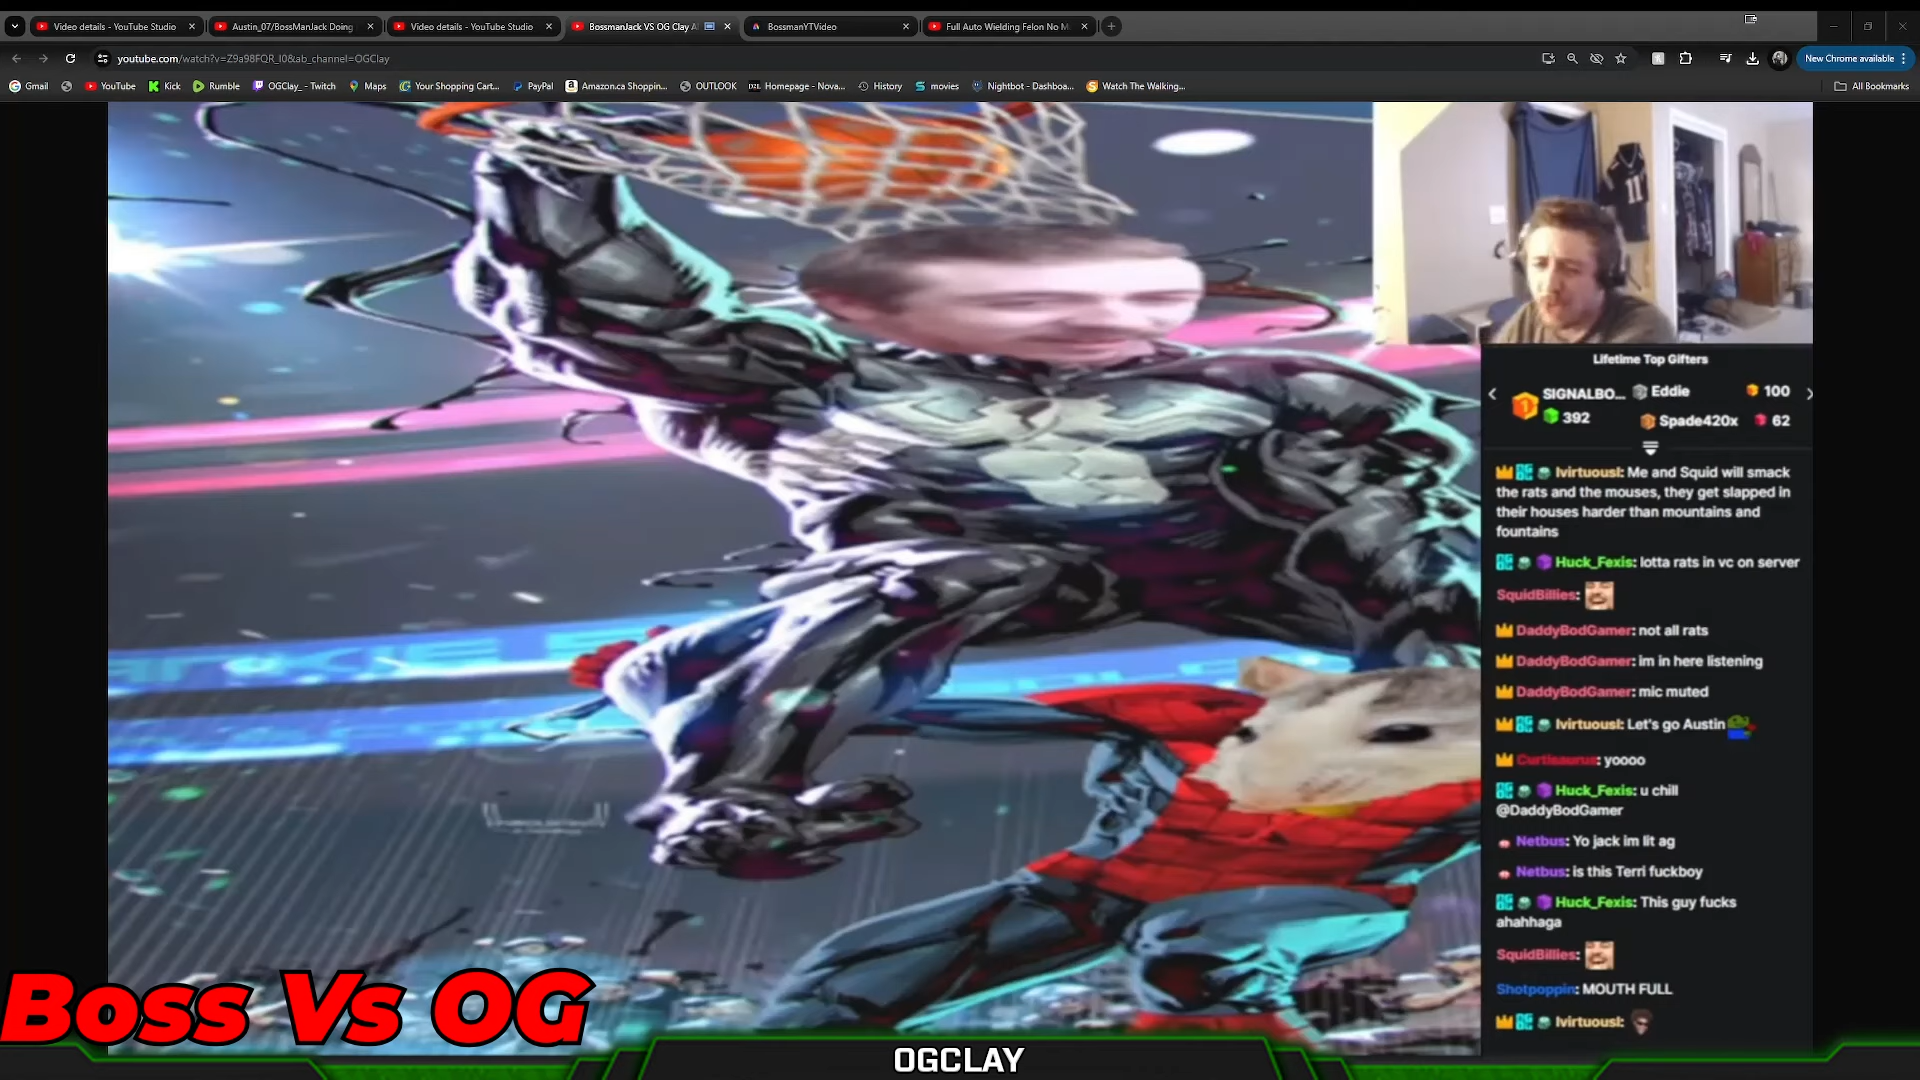 Video details - YouTube Studio
Austin_07/BossManJack Doing
Video details - YouTube Studio
BossmanJack VS OG Clay A
BossmanYTVideo
Full Auto Wielding Felon No M
youtube.com/watch?v=Z9a98FQR_I0&ab_channel=OGClay
New Chrome available
Gmail
YouTube
Kick
Rumble
OGClay_ - Twitch
Maps
Your Shopping Cart...
PayPal
Amazon.ca Shoppin...
OUTLOOK
Homepage - Nova...
History
movies
Nightbot - Dashboa...
Watch The Walking...
All Bookmarks
11
Lifetime Top Gifters
1
SIGNALBO...
392
Eddie
100
Spade420x
62
Ivirtuousl: Me and Squid will smack
the rats and the mouses, they get slapped in
their houses harder than mountains and
fountains
Huck_Fexis: lotta rats in vc on server
SquidBillies:
DaddyBodGamer: not all rats
DaddyBodGamer: im in here listening
DaddyBodGamer: mic muted
Ivirtuousl: Let's go Austin
Curtisaurus: yoooo
Huck_Fexis: u chill
@DaddyBodGamer
Netbus: Yo jack im lit ag
Netbus: is this Terri fuckboy
Huck_Fexis: This guy fucks
ahahhaga
SquidBillies:
Shotpoppin: MOUTH FULL
Ivirtuousl:
Boss Vs OG
OGCLAY